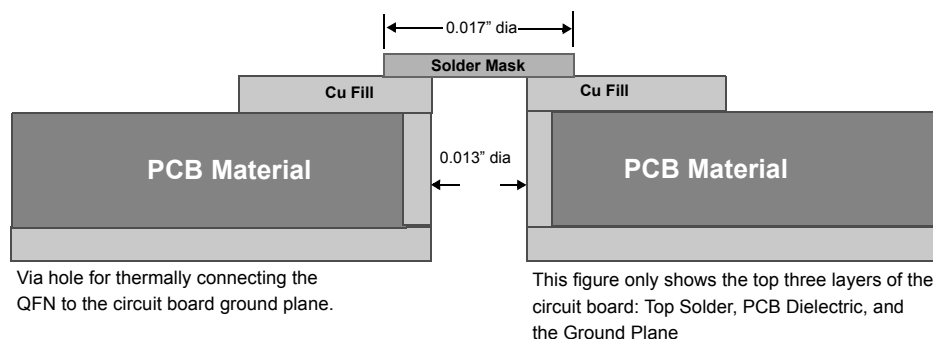 0.017” dia
Solder Mask
Cu Fill
Cu Fill
PCB Material
0.013” dia
PCB Material
Via hole for thermally connecting the
QFN to the circuit board ground plane.
This figure only shows the top three layers of the
circuit board: Top Solder, PCB Dielectric, and
the Ground Plane